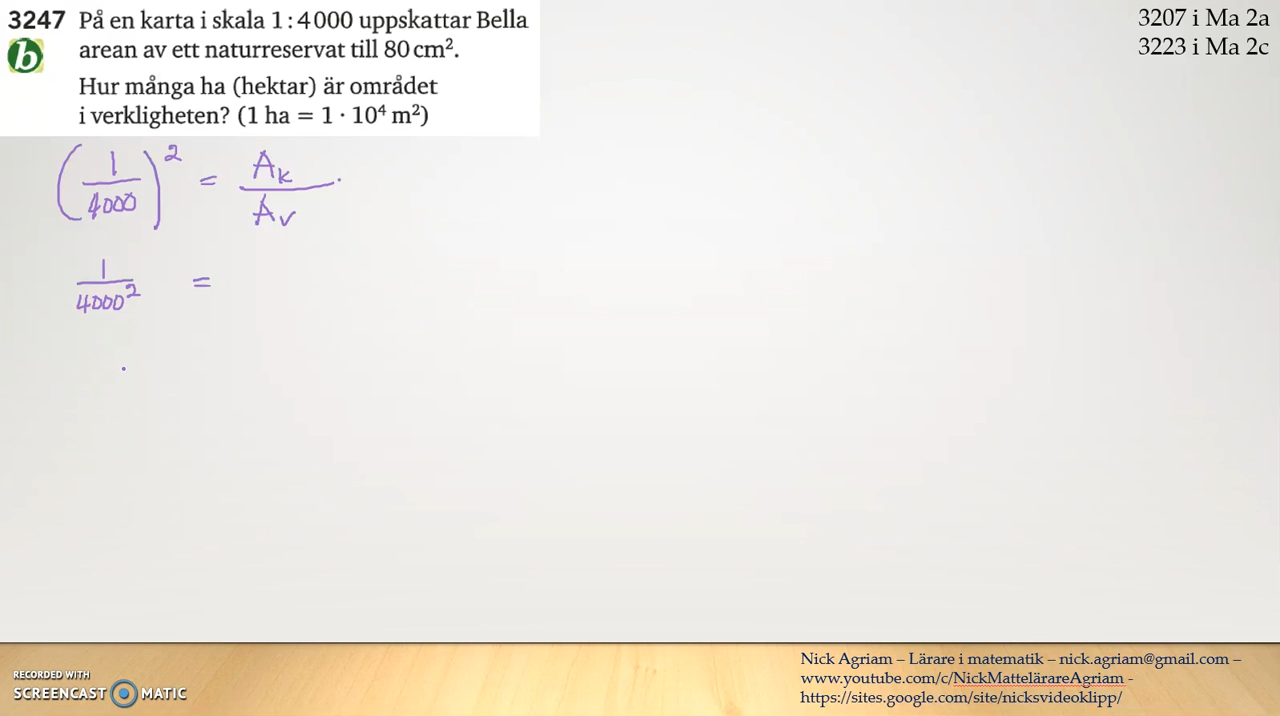 3247 På en karta i skala 1 : 4 000 uppskattar Bella
b arean av ett naturreservat till 80 cm².
Hur många ha (hektar) är området
i verkligheten? (1 ha = 1 · 10⁴ m²)
3207 i Ma 2a
3223 i Ma 2c
(1/4000)² = Aₖ/Aᵥ
1/4000² =
RECORDED WITH
SCREENCAST MATIC
Nick Agriam – Lärare i matematik – nick.agriam@gmail.com –
www.youtube.com/c/NickMattelärareAgriam -
https://sites.google.com/site/nicksvideoklipp/